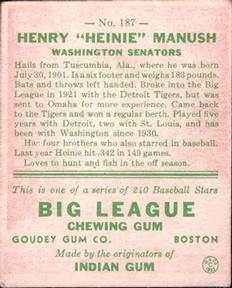 — No. 187 —
HENRY "HEINIE" MANUSH
WASHINGTON SENATORS
Hails from Tuscumbia, Ala., where he was born
July 30, 1901. Is a six footer and weighs 183 pounds.
Bats and throws left handed. Broke into the Big
League in 1921 with the Detroit Tigers, but was
sent to Omaha for more experience. Came back
to the Tigers and won a regular berth. Played five
years with Detroit, two with St. Louis, and has
been with Washington since 1930.
Has four brothers who also starred in baseball.
Last year Heinie hit .342 in 149 games.
Loves to hunt and fish in the off season.
This is one of a series of 240 Baseball Stars
BIG LEAGUE
CHEWING GUM
GOUDEY GUM CO. BOSTON
Made by the originators of
INDIAN GUM